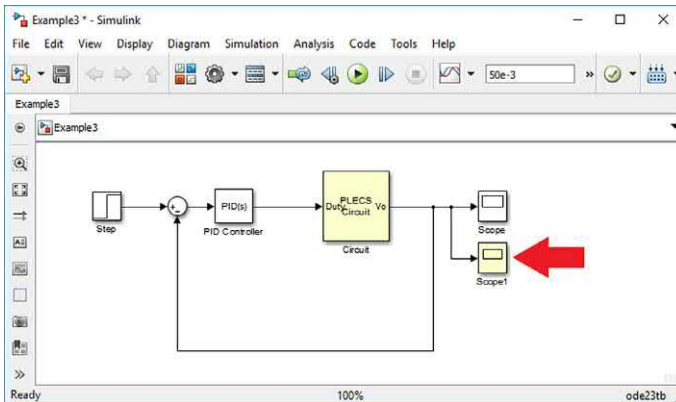 Example3 * - Simulink
File Edit View Display Diagram Simulation Analysis Code Tools Help
50e-3 »
Example3
Example3
Step
+
-
PID(s)
PID Controller
PLECS
Duty Vo
Circuit
Circuit
Scope
Scope1
»
Ready 100% ode23tb